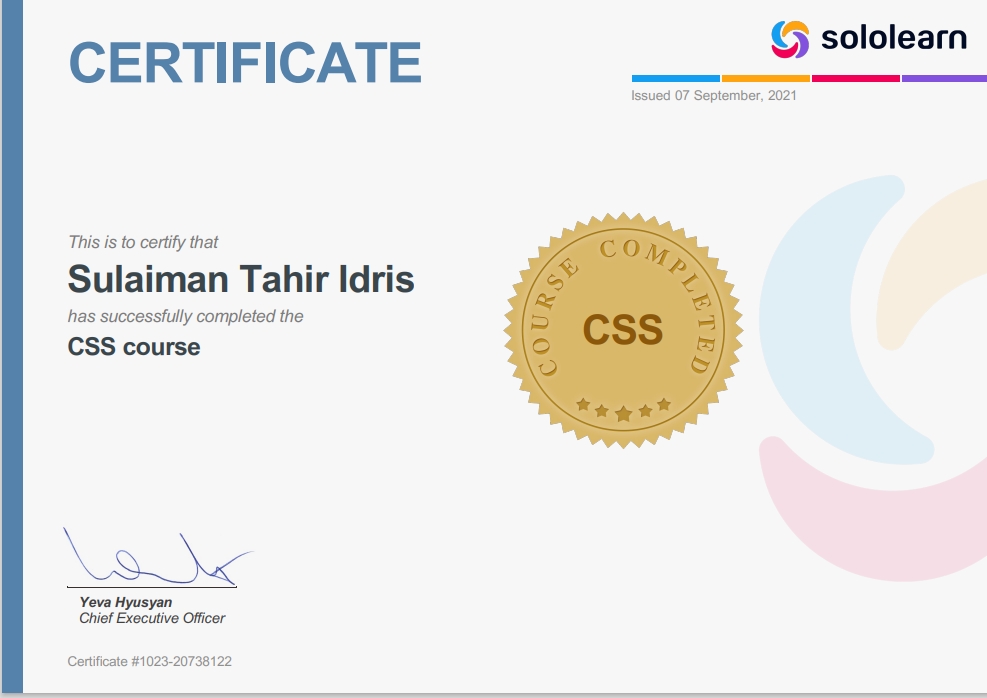 CERTIFICATE
sololearn
Issued 07 September, 2021
This is to certify that
Sulaiman Tahir Idris
has successfully completed the
CSS course
COURSE COMPLETED
CSS
Yeva Hyusyan
Chief Executive Officer
Certificate #1023-20738122